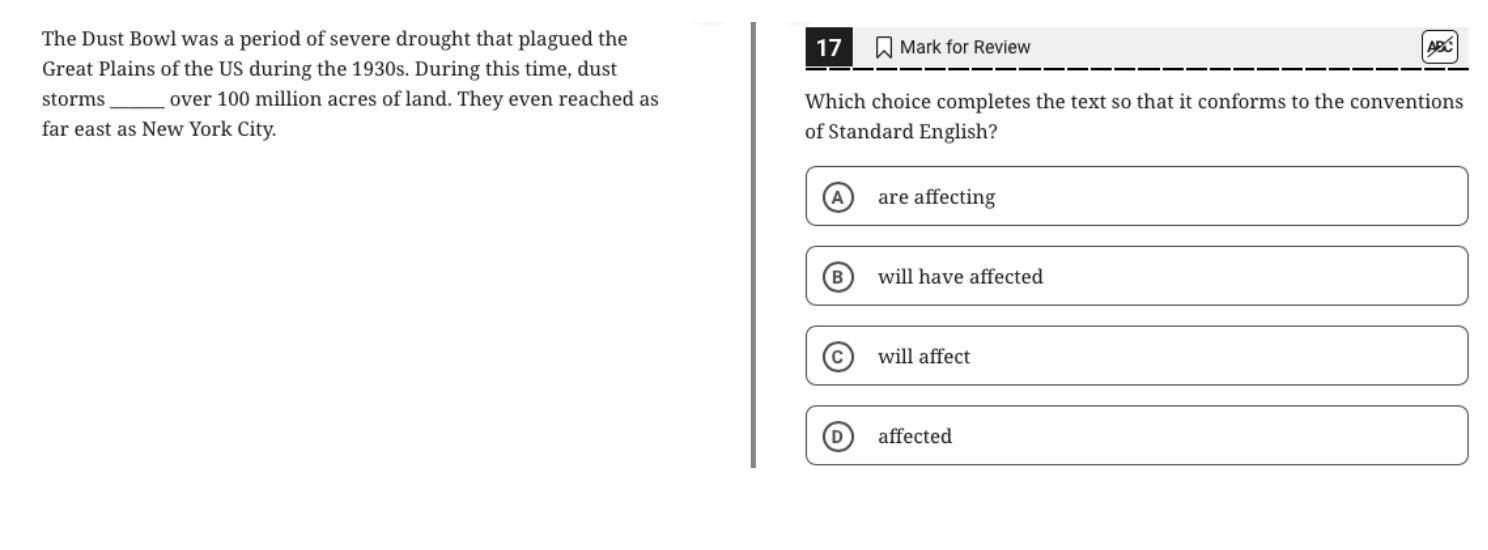 The Dust Bowl was a period of severe drought that plagued the
Great Plains of the US during the 1930s. During this time, dust
storms ______ over 100 million acres of land. They even reached as
far east as New York City.
17 Mark for Review ABC
Which choice completes the text so that it conforms to the conventions
of Standard English?
A are affecting
B will have affected
C will affect
D affected